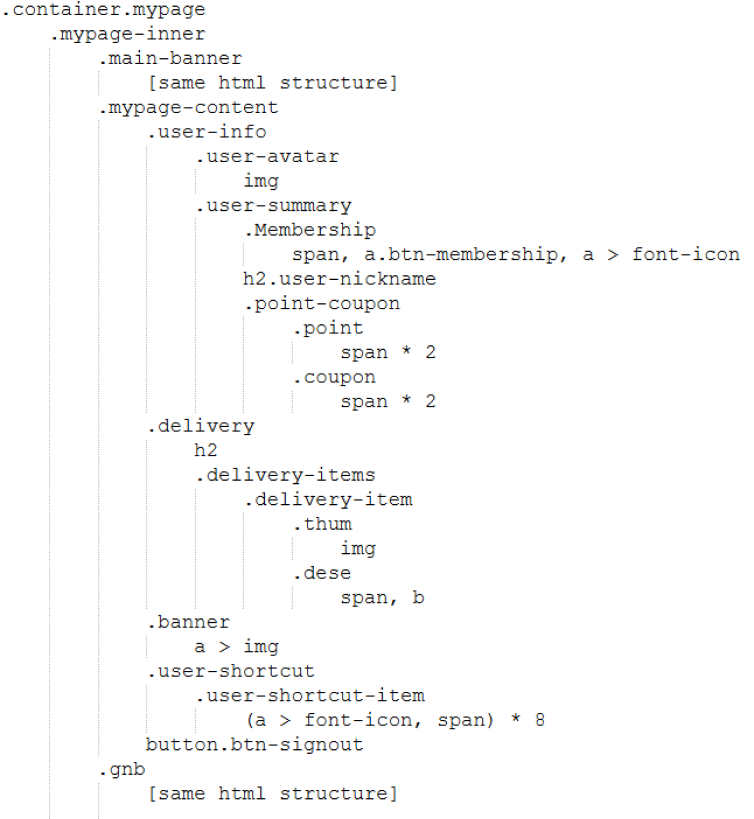 .container.mypage
.mypage-inner
.main-banner
[same html structure]
.mypage-content
.user-info
.user-avatar
img
.user-summary
.Membership
span, a.btn-membership, a > font-icon
h2.user-nickname
.point-coupon
.point
span * 2
.coupon
span * 2
.delivery
h2
.delivery-items
.delivery-item
.thum
img
.dese
span, b
.banner
a > img
.user-shortcut
.user-shortcut-item
(a > font-icon, span) * 8
button.btn-signout
.gnb
[same html structure]